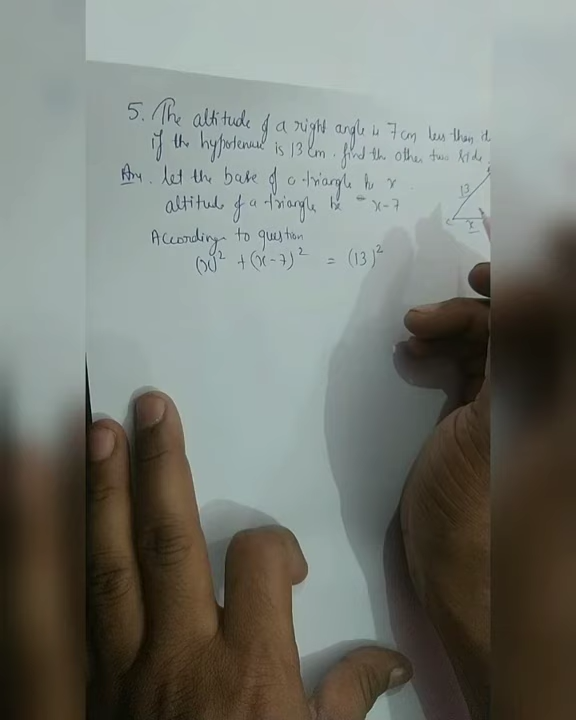 5. The altitude of a right angle is 7 cm less than
if the hypotenuse is 13 cm. find the other two side.
Ans. let the base of a triangle be x
altitude of a triangle be = x-7
According to question
(x)² + (x-7)² = (13)²
13
C
x